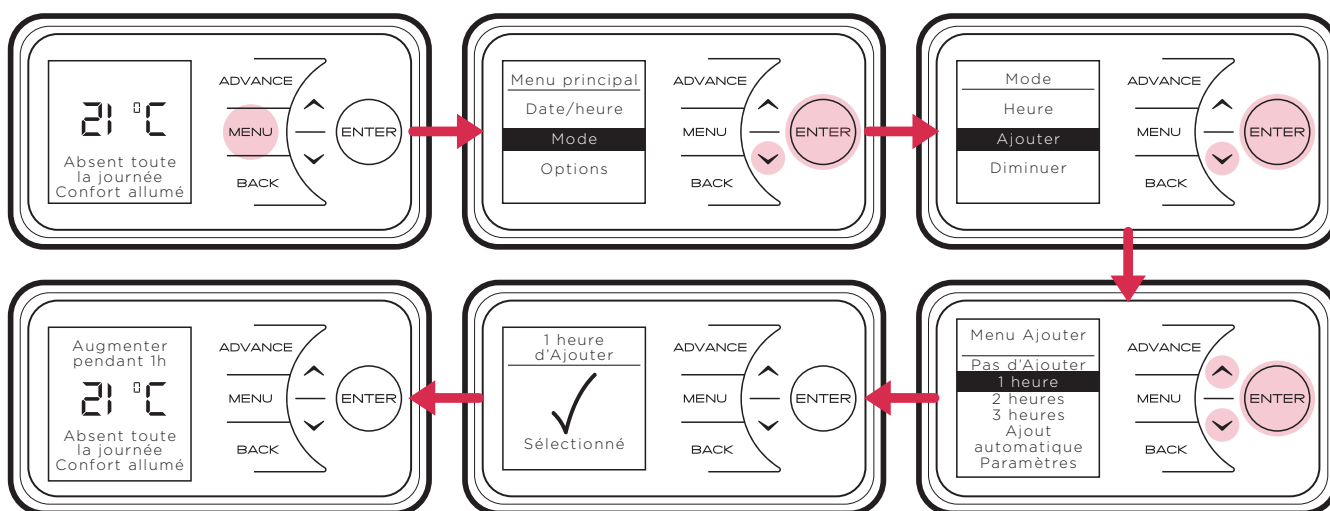 21 °C
Absent toute
la journée
Confort allumé
ADVANCE
MENU
BACK
ENTER
Menu principal
Date/heure
Mode
Options
ADVANCE
MENU
BACK
ENTER
Mode
Heure
Ajouter
Diminuer
ADVANCE
MENU
BACK
ENTER
Augmenter
pendant 1h
21 °C
Absent toute
la journée
Confort allumé
ADVANCE
MENU
BACK
ENTER
1 heure
d'Ajouter
Sélectionné
ADVANCE
MENU
BACK
ENTER
Menu Ajouter
Pas d'Ajouter
1 heure
2 heures
3 heures
Ajout
automatique
Paramètres
ADVANCE
MENU
BACK
ENTER